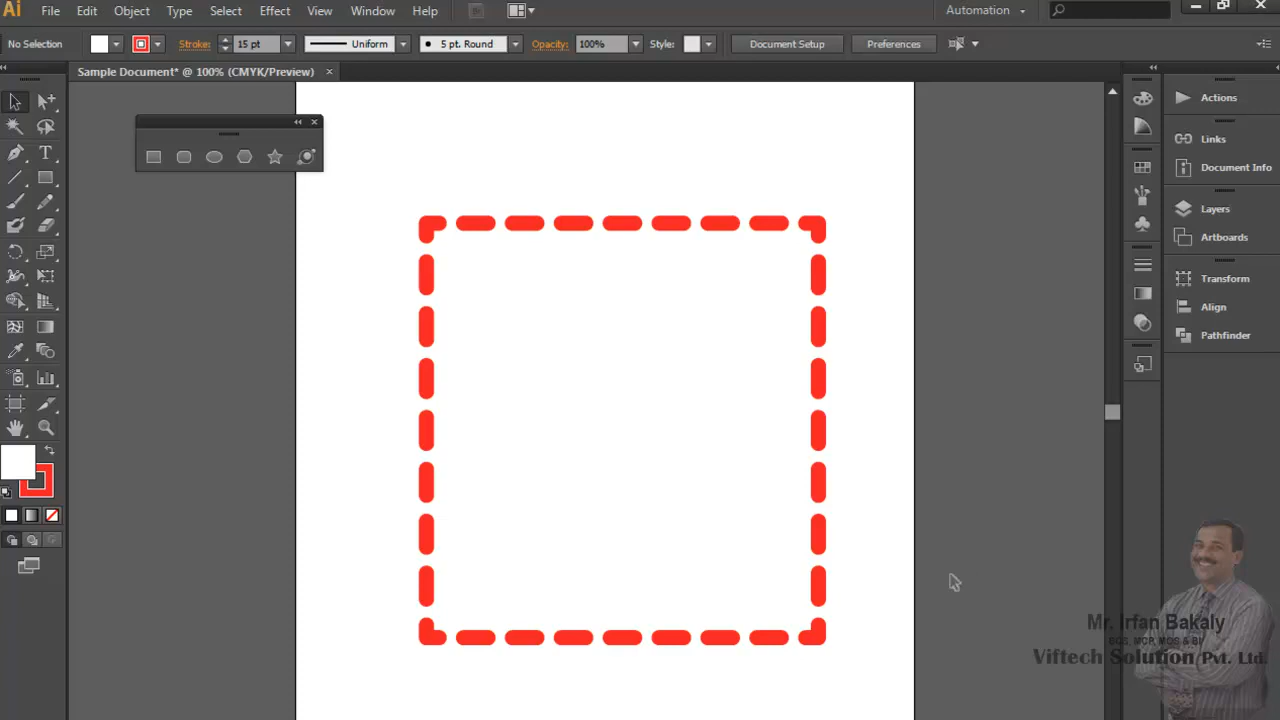 Ai File Edit Object Type Select Effect View Window Help Automation
No Selection Stroke: 15 pt Uniform 5 pt. Round Opacity: 100% Style: Document Setup Preferences
Sample Document* @ 100% (CMYK/Preview)
Actions
Links
Document Info
Layers
Artboards
Transform
Align
Pathfinder
Mr. Irfan Bakaly
Viftech Solution Pvt. Ltd.